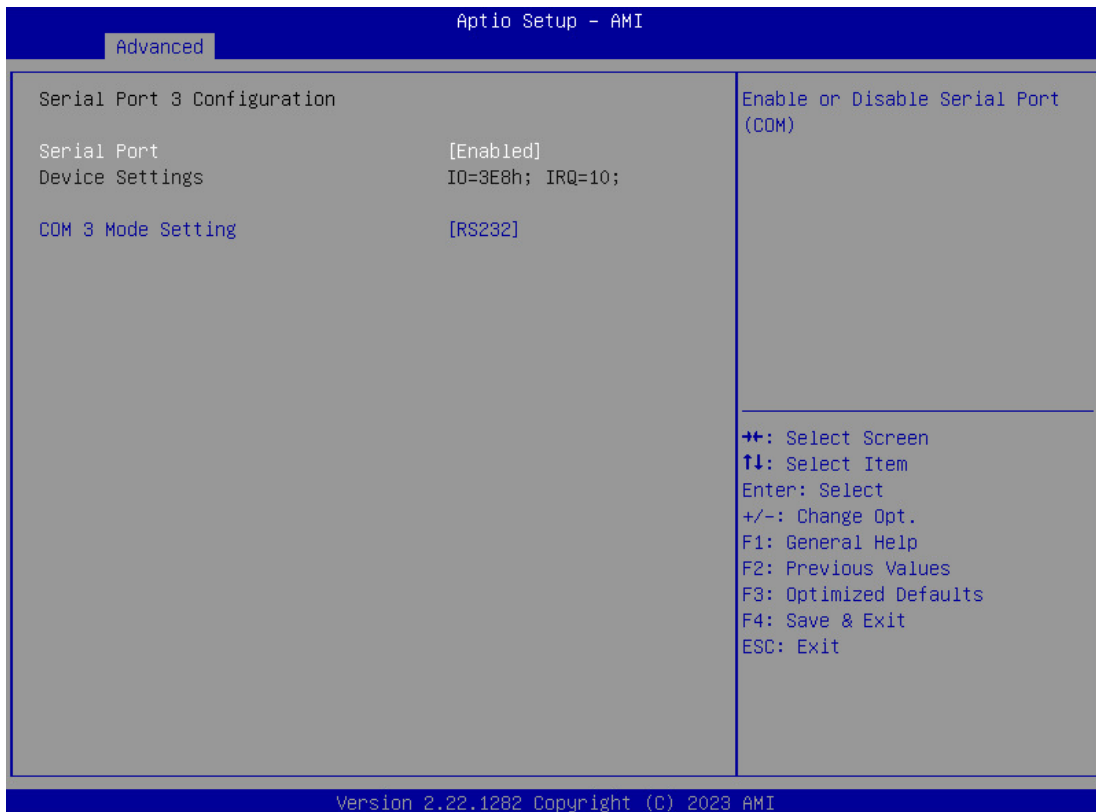 Aptio Setup – AMI
Advanced
Serial Port 3 Configuration
Serial Port [Enabled]
Device Settings IO=3E8h; IRQ=10;
COM 3 Mode Setting [RS232]
Enable or Disable Serial Port
(COM)
→←: Select Screen
↑↓: Select Item
Enter: Select
+/-: Change Opt.
F1: General Help
F2: Previous Values
F3: Optimized Defaults
F4: Save & Exit
ESC: Exit
Version 2.22.1282 Copyright (C) 2023 AMI